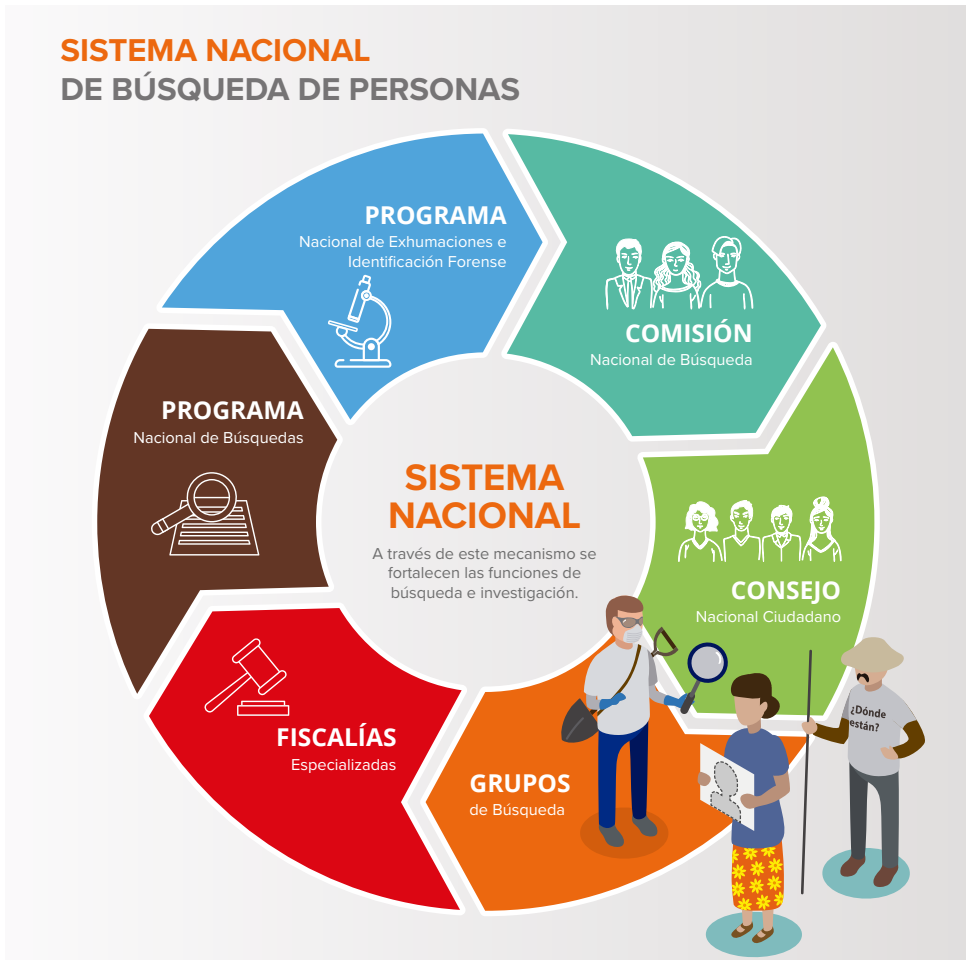 SISTEMA NACIONAL
DE BÚSQUEDA DE PERSONAS
PROGRAMA
Nacional de Exhumaciones e
Identificación Forense
COMISIÓN
Nacional de Búsqueda
PROGRAMA
Nacional de Búsquedas
SISTEMA
NACIONAL
A través de este mecanismo se
fortalecen las funciones de
búsqueda e investigación.
CONSEJO
Nacional Ciudadano
¿Dónde
están?
FISCALÍAS
Especializadas
GRUPOS
de Búsqueda